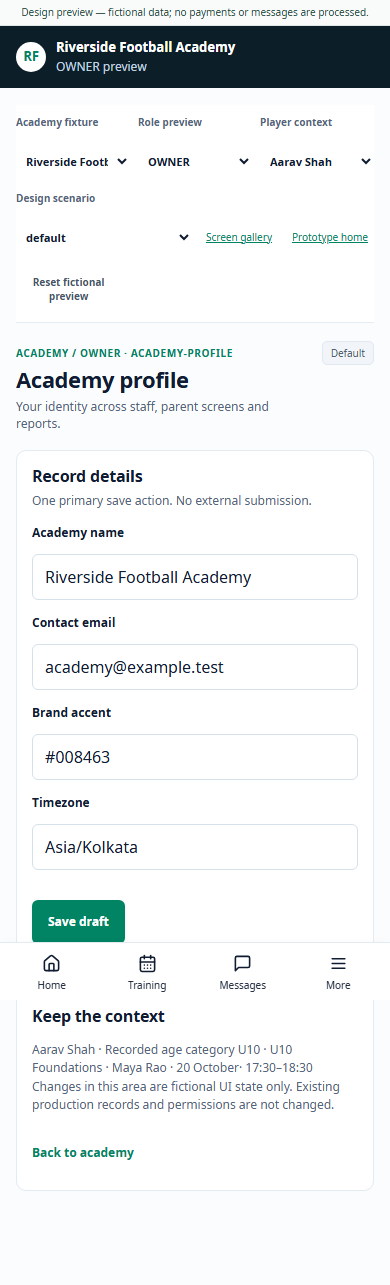 Design preview — fictional data; no payments or messages are processed.
RF
Riverside Football Academy
OWNER preview
Academy fixture
Role preview
Player context
Riverside Footb
OWNER
Aarav Shah
Design scenario
default
Screen gallery
Prototype home
Reset fictional
preview
ACADEMY / OWNER · ACADEMY-PROFILE
Default
Academy profile
Your identity across staff, parent screens and
reports.
Record details
One primary save action. No external submission.
Academy name
Riverside Football Academy
Contact email
academy@example.test
Brand accent
#008463
Timezone
Asia/Kolkata
Save draft
Home
Training
Messages
More
Keep the context
Aarav Shah · Recorded age category U10 · U10
Foundations · Maya Rao · 20 October· 17:30–18:30
Changes in this area are fictional UI state only. Existing
production records and permissions are not changed.
Back to academy